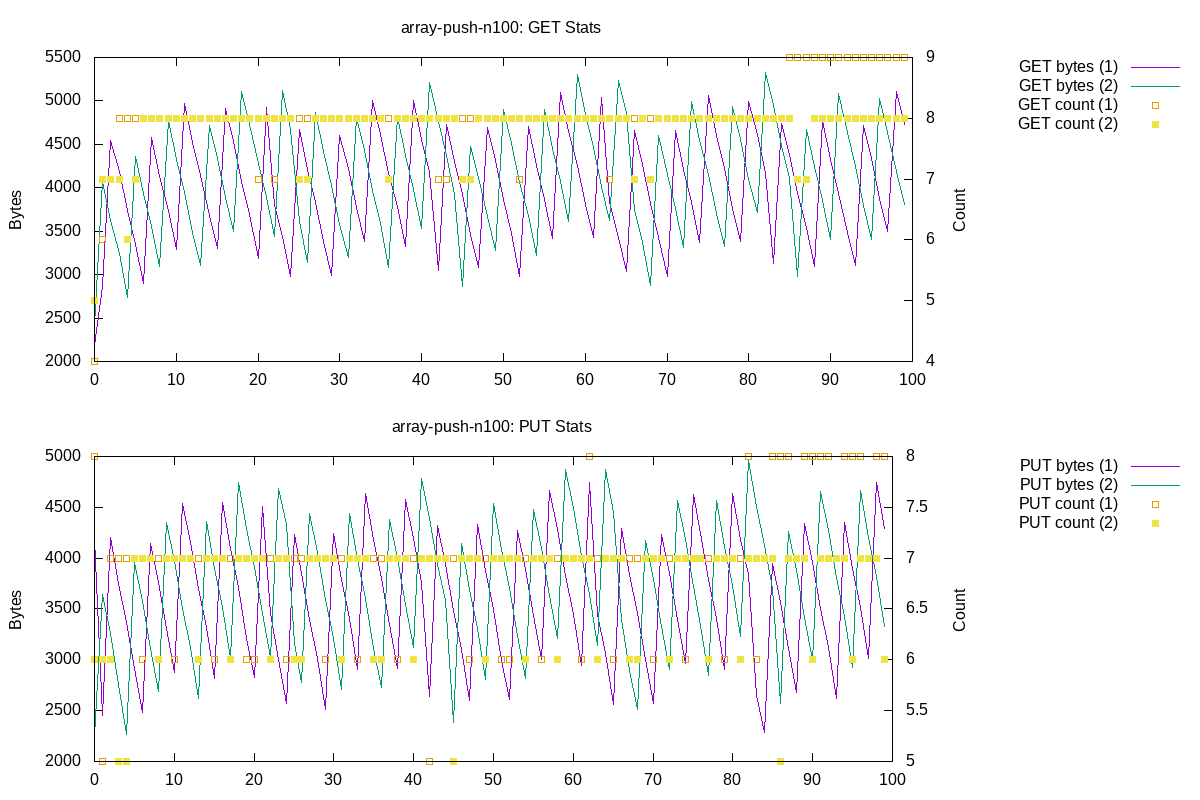 array-push-n100: GET Stats
5500
5000
4500
4000
3500
3000
2500
2000
Bytes
0 10 20 30 40 50 60 70 80 90 100
9
8
7
6
5
4
Count
GET bytes (1)
GET bytes (2)
GET count (1)
GET count (2)
array-push-n100: PUT Stats
5000
4500
4000
3500
3000
2500
2000
Bytes
0 10 20 30 40 50 60 70 80 90 100
8
7.5
7
6.5
6
5.5
5
Count
PUT bytes (1)
PUT bytes (2)
PUT count (1)
PUT count (2)